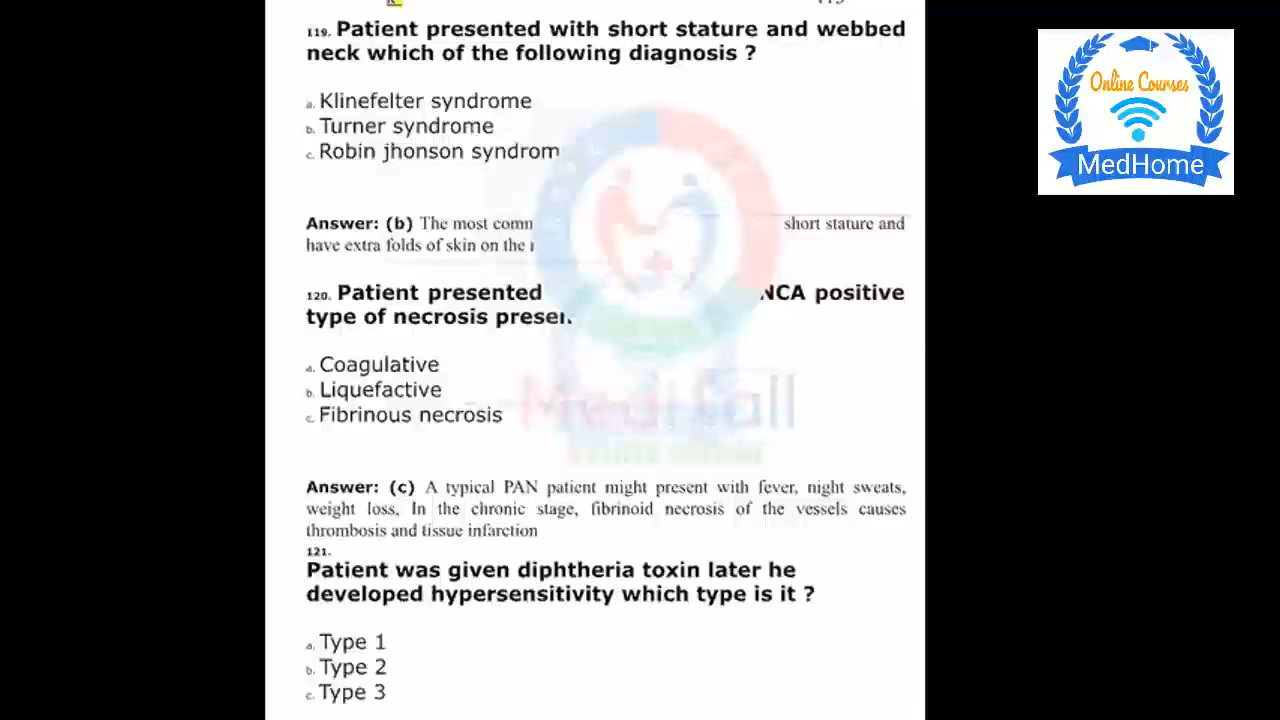 119. Patient presented with short stature and webbed
neck which of the following diagnosis ?
a. Klinefelter syndrome
b. Turner syndrome
c. Robin jhonson syndrom
Answer: (b) The most comn short stature and
have extra folds of skin on the
120. Patient presented NCA positive
type of necrosis presen.
a. Coagulative
b. Liquefactive
c. Fibrinous necrosis
Answer: (c) A typical PAN patient might present with fever, night sweats,
weight loss, In the chronic stage, fibrinoid necrosis of the vessels causes
thrombosis and tissue infarction
121.
Patient was given diphtheria toxin later he
developed hypersensitivity which type is it ?
a. Type 1
b. Type 2
c. Type 3
Online Courses
MedHome